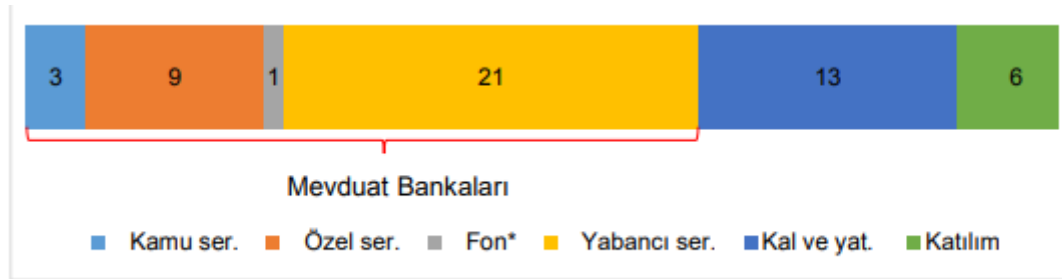 3 9 1 21 13 6
Mevduat Bankaları
Kamu ser. Özel ser. Fon* Yabancı ser. Kal ve yat. Katılım